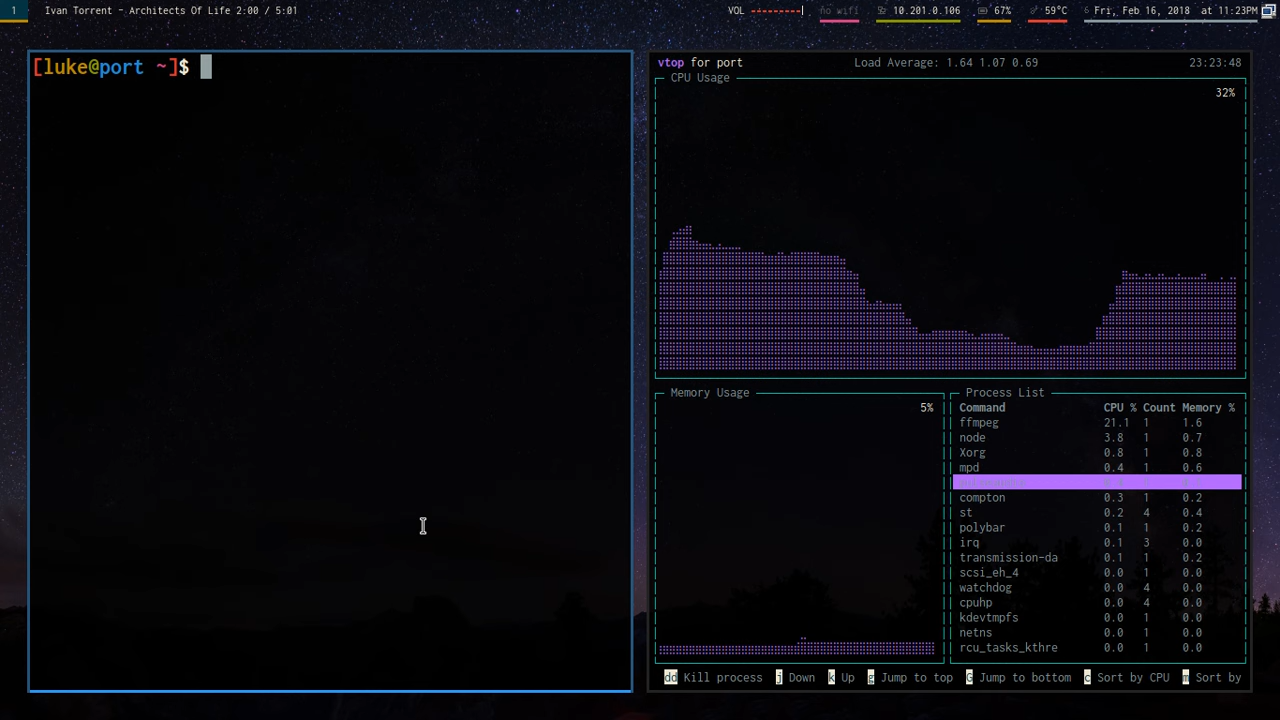 1 Ivan Torrent - Architects Of Life 2:00 / 5:01 VOL no wifi 10.201.0.106 67% 59°C Fri, Feb 16, 2018 at 11:23PM
[luke@port ~]$
vtop for port Load Average: 1.64 1.07 0.69 23:23:48
CPU Usage
32%
Memory Usage
5%
Process List
Command CPU % Count Memory %
ffmpeg 21.1 1 1.6
node 3.8 1 0.7
Xorg 0.8 1 0.8
mpd 0.4 1 0.6
compton 0.3 1 0.2
st 0.2 4 0.4
polybar 0.1 1 0.2
irq 0.1 3 0.0
transmission-da 0.1 1 0.2
scsi_eh_4 0.0 1 0.0
watchdog 0.0 4 0.0
cpuhp 0.0 4 0.0
kdevtmpfs 0.0 1 0.0
netns 0.0 1 0.0
rcu_tasks_kthre 0.0 1 0.0
dd Kill process j Down k Up g Jump to top G Jump to bottom c Sort by CPU m Sort by